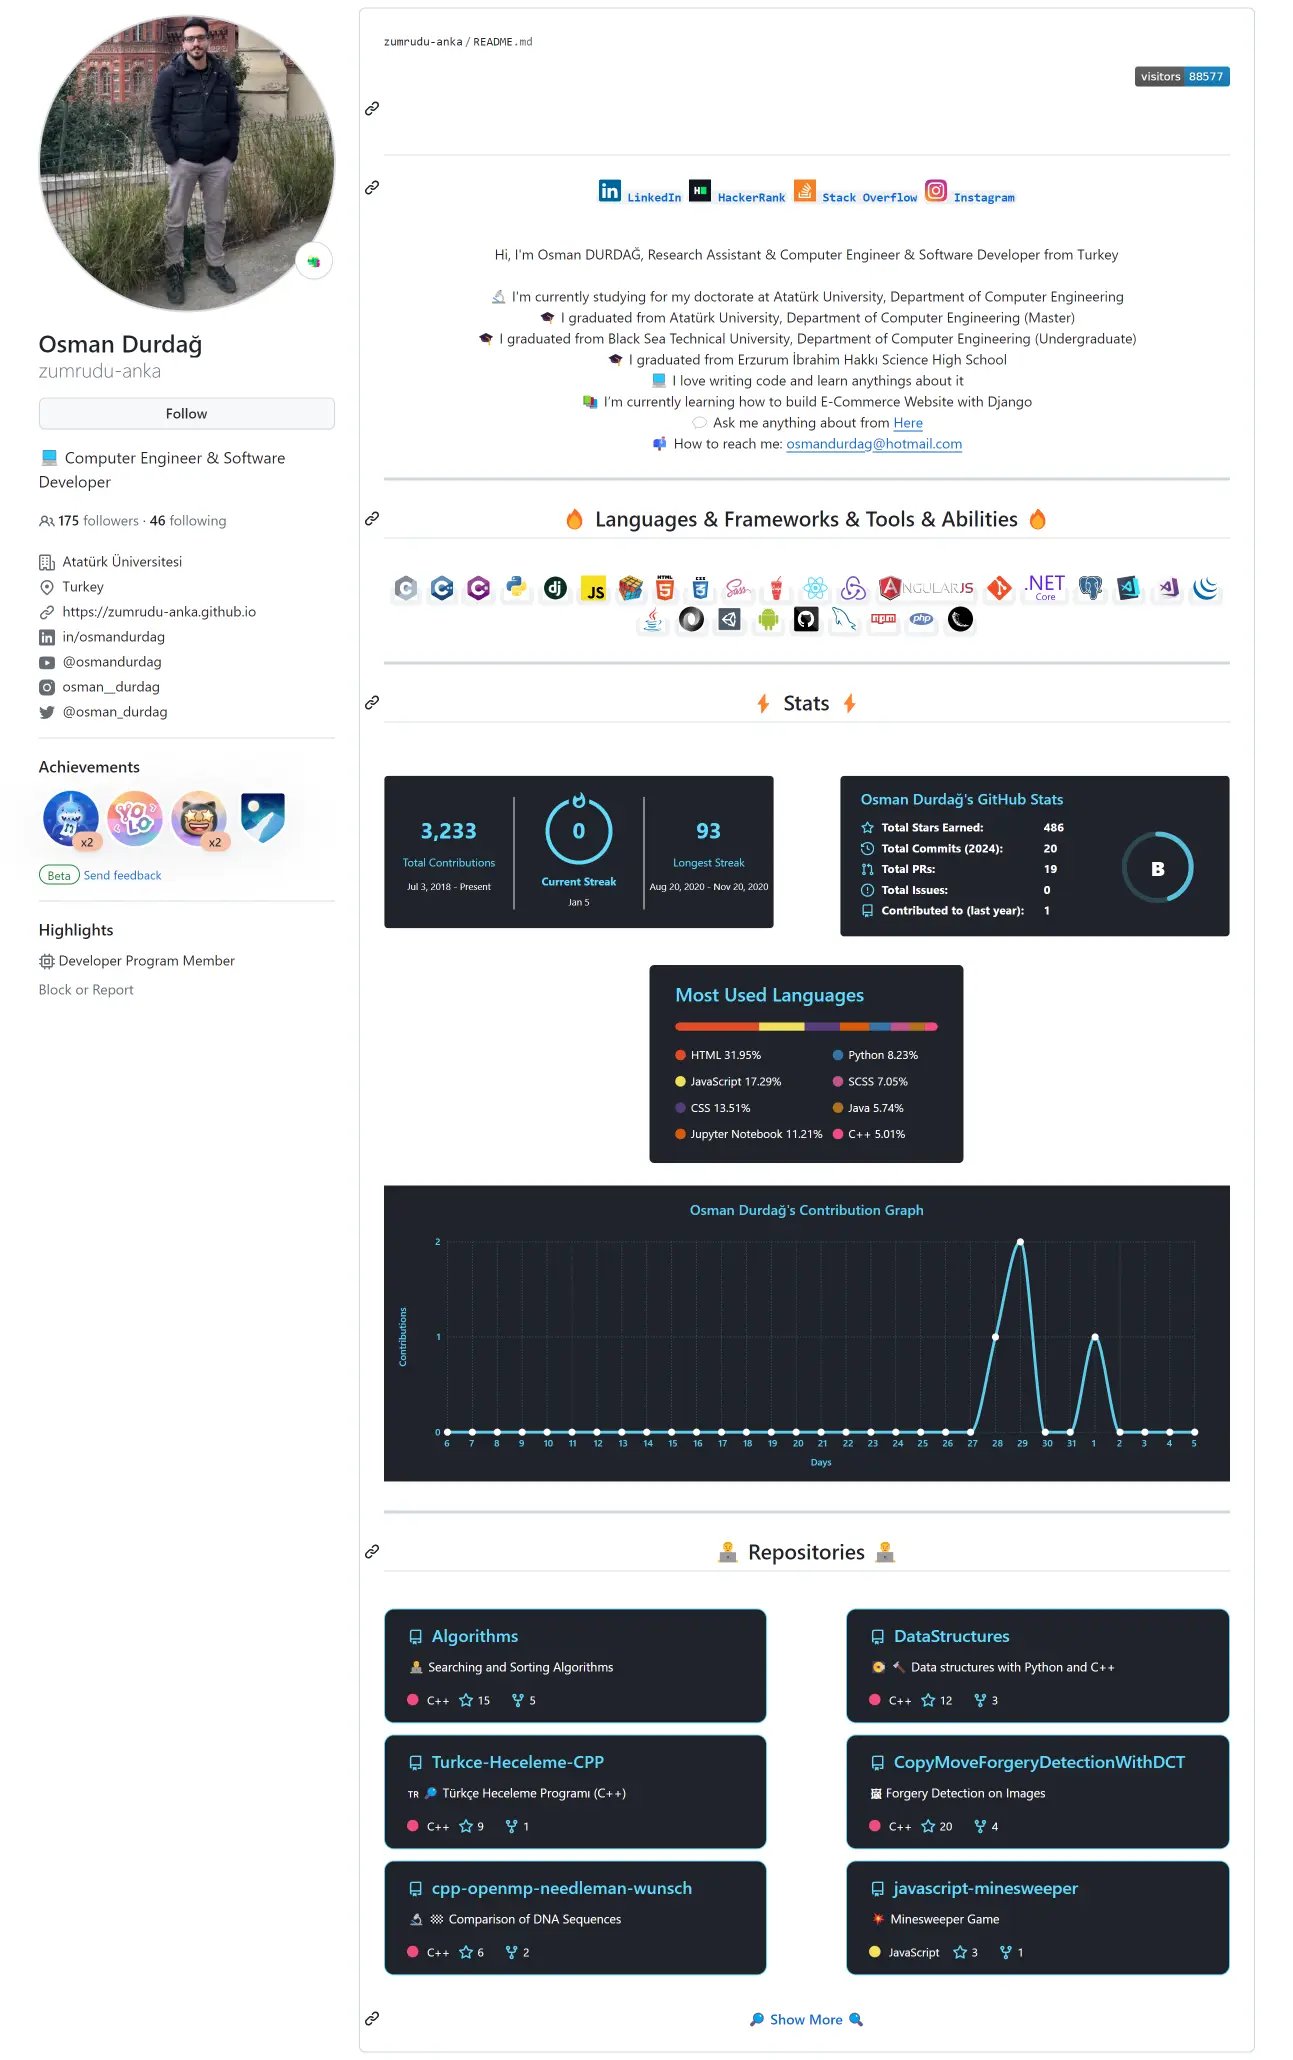 Osman Durdağ
zumrudu-anka
Follow
Computer Engineer & Software
Developer
175 followers · 46 following
Atatürk Üniversitesi
Turkey
https://zumrudu-anka.github.io
in/osmandurdag
@osmandurdag
osman__durdag
@osman_durdag
Achievements
x2
YOLO
x2
Beta Send feedback
Highlights
Developer Program Member
Block or Report
zumrudu-anka / README.md
visitors 88577
LinkedIn HackerRank Stack Overflow Instagram
Hi, I'm Osman DURDAĞ, Research Assistant & Computer Engineer & Software Developer from Turkey
I'm currently studying for my doctorate at Atatürk University, Department of Computer Engineering
I graduated from Atatürk University, Department of Computer Engineering (Master)
I graduated from Black Sea Technical University, Department of Computer Engineering (Undergraduate)
I graduated from Erzurum İbrahim Hakkı Science High School
I love writing code and learn anythings about it
I'm currently learning how to build E-Commerce Website with Django
Ask me anything about from Here
How to reach me: osmandurdag@hotmail.com
Languages & Frameworks & Tools & Abilities
C C++ C# dj JS HTML 5 CSS 3 Sass ANGULARJS .NET Core
Java npm php
Stats
3,233
Total Contributions
Jul 3, 2018 - Present
0
Current Streak
Jan 5
93
Longest Streak
Aug 20, 2020 - Nov 20, 2020
Osman Durdağ's GitHub Stats
Total Stars Earned: 486
Total Commits (2024): 20
Total PRs: 19
Total Issues: 0
Contributed to (last year): 1
B
Most Used Languages
HTML 31.95%
JavaScript 17.29%
CSS 13.51%
Jupyter Notebook 11.21%
Python 8.23%
SCSS 7.05%
Java 5.74%
C++ 5.01%
Osman Durdağ's Contribution Graph
Contributions
2
1
0
6 7 8 9 10 11 12 13 14 15 16 17 18 19 20 21 22 23 24 25 26 27 28 29 30 31 1 2 3 4 5
Days
Repositories
Algorithms
Searching and Sorting Algorithms
C++ 15 5
DataStructures
Data structures with Python and C++
C++ 12 3
Turkce-Heceleme-CPP
TR Türkçe Heceleme Programı (C++)
C++ 9 1
CopyMoveForgeryDetectionWithDCT
Forgery Detection on Images
C++ 20 4
cpp-openmp-needleman-wunsch
Comparison of DNA Sequences
C++ 6 2
javascript-minesweeper
Minesweeper Game
JavaScript 3 1
Show More